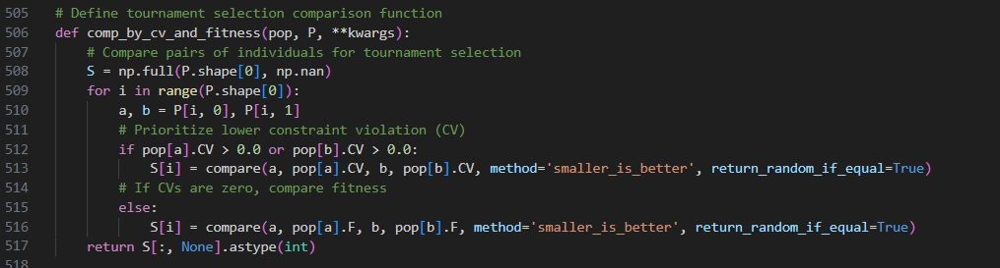 505 # Define tournament selection comparison function
506 def comp_by_cv_and_fitness(pop, P, **kwargs):
507     # Compare pairs of individuals for tournament selection
508     S = np.full(P.shape[0], np.nan)
509     for i in range(P.shape[0]):
510         a, b = P[i, 0], P[i, 1]
511         # Prioritize lower constraint violation (CV)
512         if pop[a].CV > 0.0 or pop[b].CV > 0.0:
513             S[i] = compare(a, pop[a].CV, b, pop[b].CV, method='smaller_is_better', return_random_if_equal=True)
514         # If CVs are zero, compare fitness
515         else:
516             S[i] = compare(a, pop[a].F, b, pop[b].F, method='smaller_is_better', return_random_if_equal=True)
517     return S[:, None].astype(int)
518